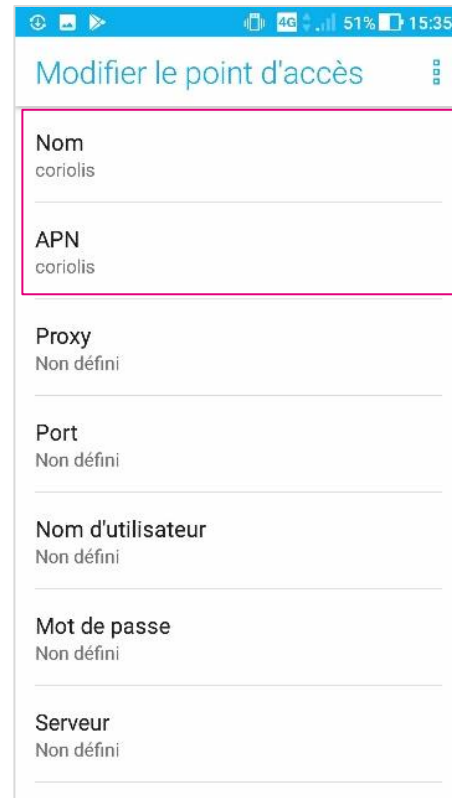 4G 51% 15:35
Modifier le point d'accès
Nom
coriolis
APN
coriolis
Proxy
Non défini
Port
Non défini
Nom d'utilisateur
Non défini
Mot de passe
Non défini
Serveur
Non défini